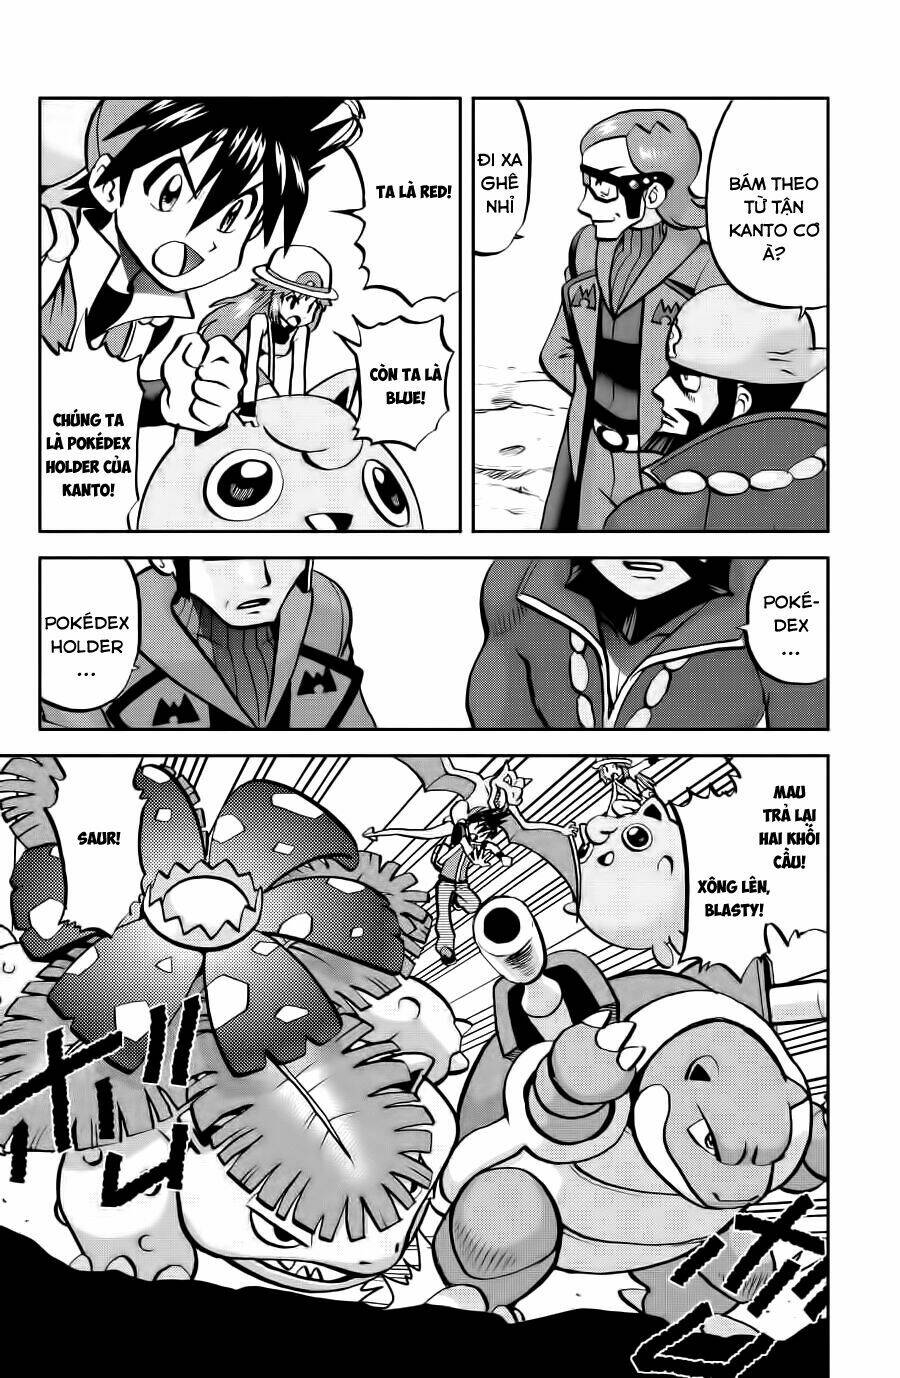 BÁM THEO
TỪ TẬN
KANTO CƠ
À?
ĐI XA
GHÊ
NHỈ
TA LÀ RED!
CÒN TA LÀ
BLUE!
CHÚNG TA
LÀ POKÉDEX
HOLDER CỦA
KANTO!
POKÉ-
DEX
...
POKÉDEX
HOLDER
...
MAU
TRẢ LẠI
HAI KHỐI
CẦU!
XÔNG LÊN,
BLASTY!
SAUR!